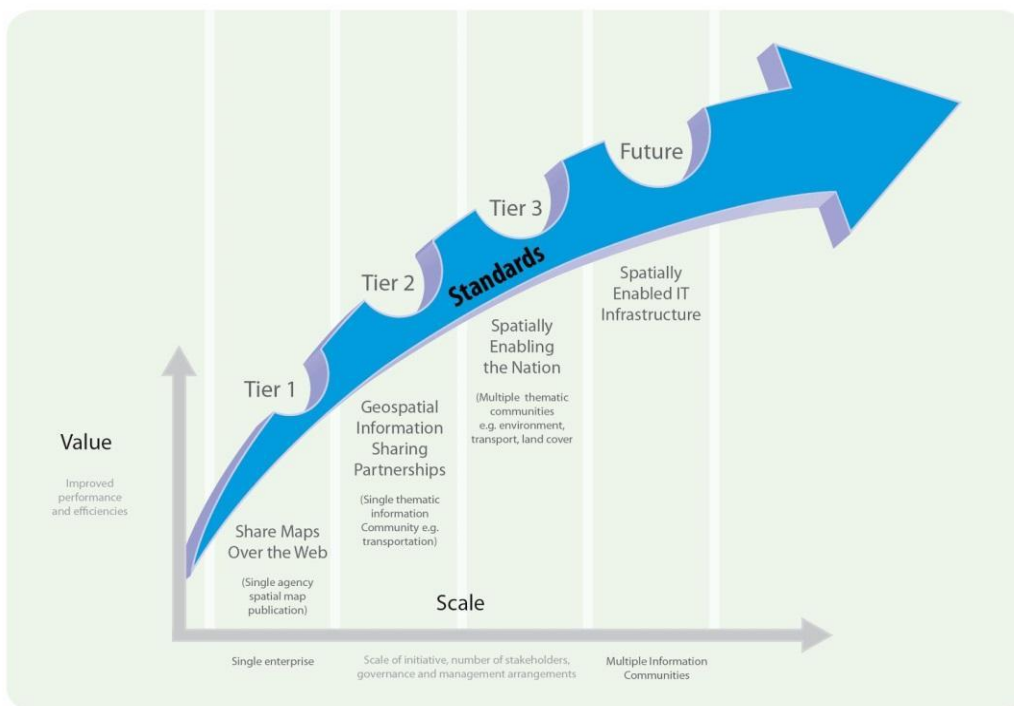 Future
Tier 3
Tier 2
Standards
Tier 1
Spatially
Enabled IT
Infrastructure
Spatially
Enabling
the Nation
(Multiple thematic
communities
e.g. environment,
transport, land cover
Geospatial
Information
Sharing
Partnerships
(Single thematic
information
Community e.g.
transportation)
Value
Improved
performance
and efficiencies
Share Maps
Over the Web
(Single agency
spatial map
publication)
Scale
Single enterprise
Scale of initiative, number of stakeholders,
governance and management arrangements
Multiple Information
Communities